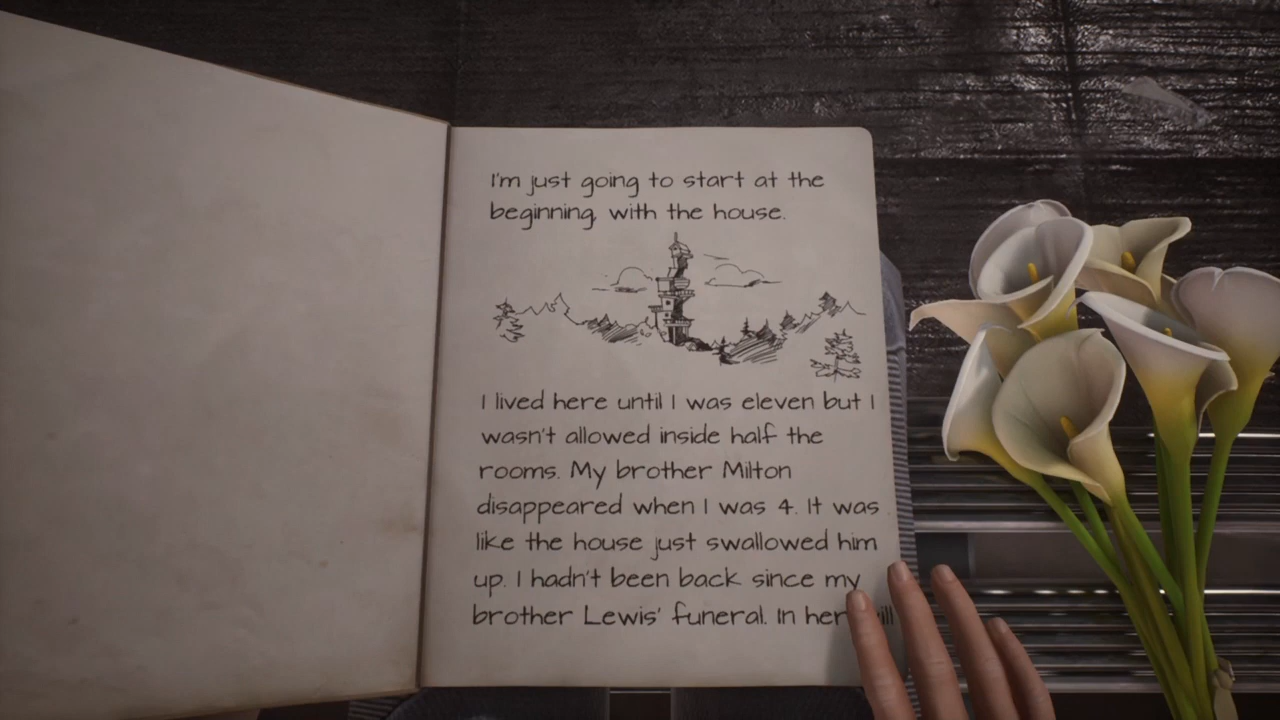 I'm just going to start at the
beginning, with the house.
I lived here until I was eleven but I
wasn't allowed inside half the
rooms. My brother Milton
disappeared when I was 4. It was
like the house just swallowed him
up. I hadn't been back since my
brother Lewis' funeral. In her